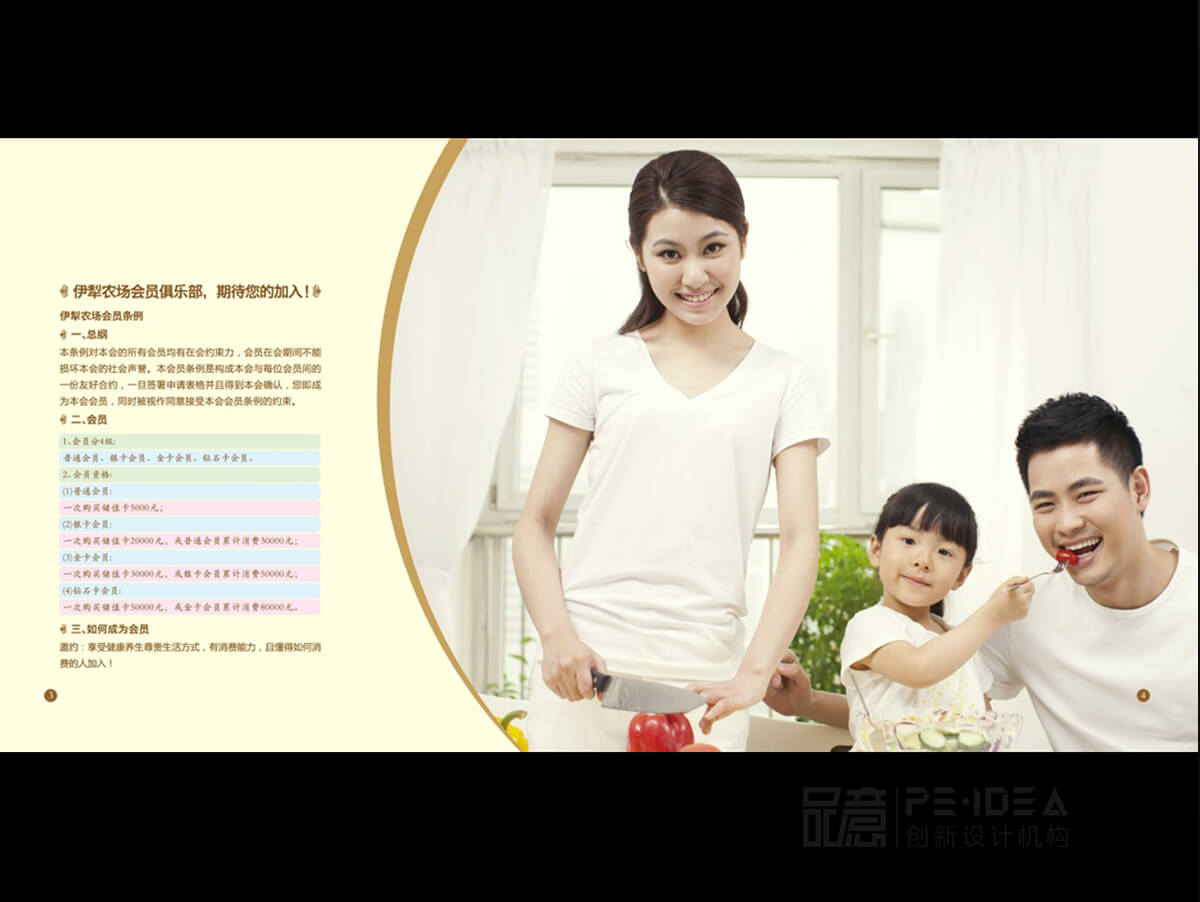 伊犁农场会员俱乐部，期待您的加入！
伊犁农场会员条例
一、总纲
本条例对本会的所有会员均有在会约束力，会员在会期间不能
损坏本会的社会声誉。本会员条例是构成本会与每位会员间的
一份友好合约，一旦签署申请表格并且得到本会确认，您即成
为本会会员，同时被视作同意接受本会会员条例的约束。
二、会员
1、会员分4级:
普通会员、银卡会员、金卡会员、钻石卡会员。
2、会员资格:
(1)普通会员:
一次购买储值卡5000元；
(2)银卡会员:
一次购买储值卡20000元，或普通会员累计消费30000元；
(3)金卡会员:
一次购买储值卡30000元，或银卡会员累计消费50000元；
(4)钻石卡会员:
一次购买储值卡50000元，或金卡会员累计消费80000元。
三、如何成为会员
邀约：享受健康养生尊贵生活方式，有消费能力，且懂得如何消
费的人加入！
3
4
品意 PE·IDEA
创新设计机构